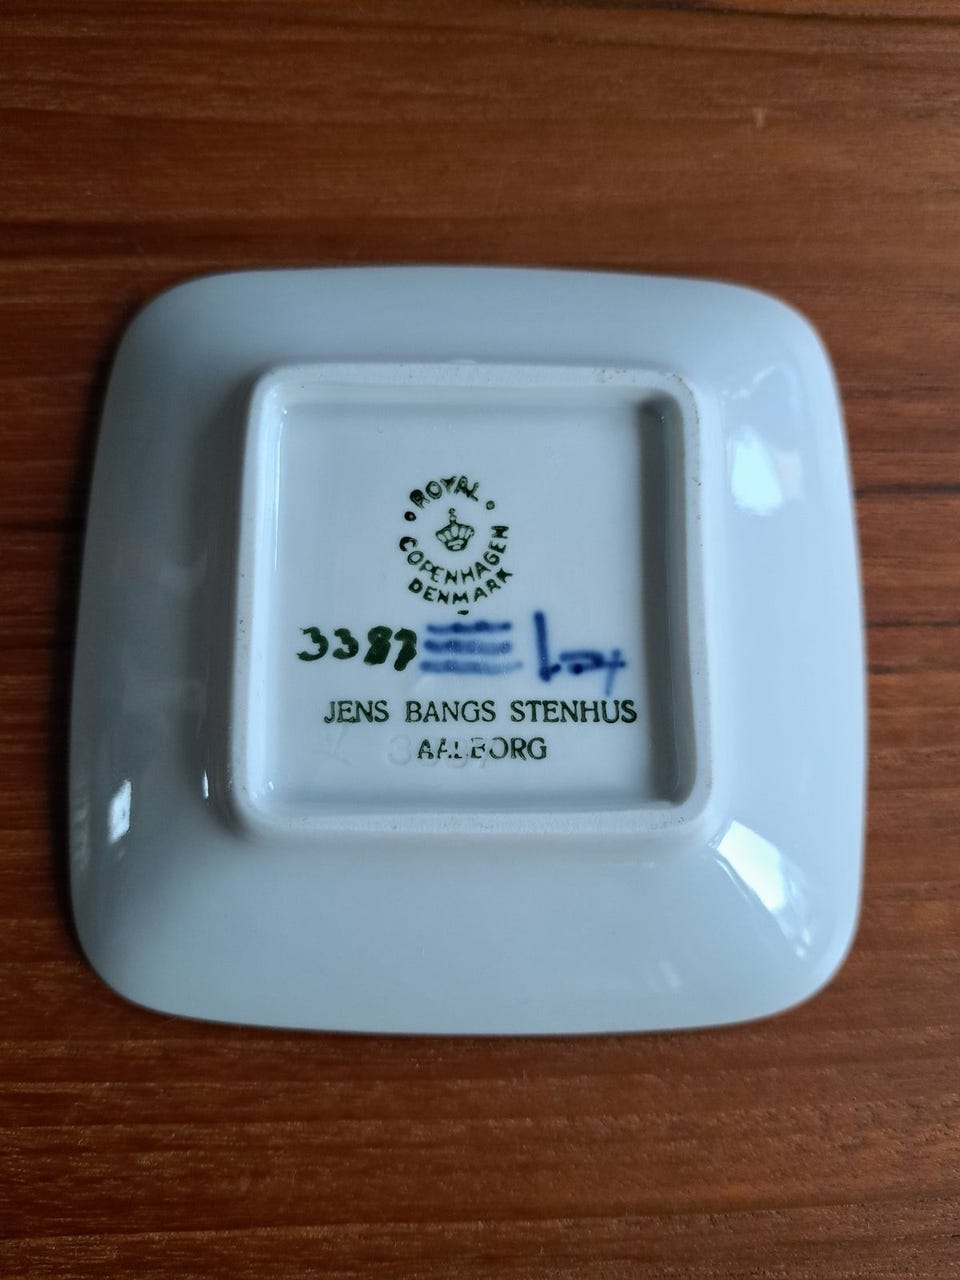 ROYAL
COPENHAGEN
DENMARK
3387
JENS BANGS STENHUS
AALBORG